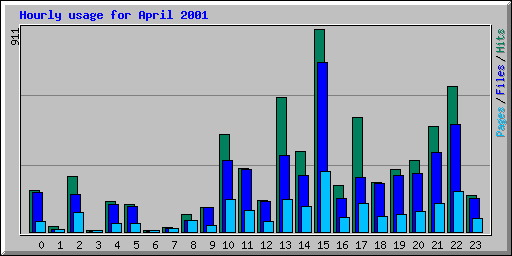 Hourly usage for April 2001
911
Pages / Files / Hits
0 1 2 3 4 5 6 7 8 9 10 11 12 13 14 15 16 17 18 19 20 21 22 23